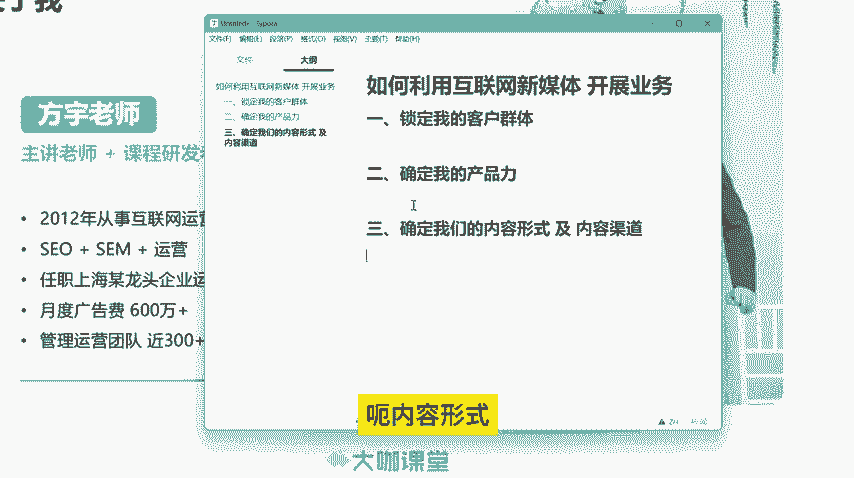 关于我
方宇老师
主讲老师 + 课程研发
2012年从事互联网运营
SEO + SEM + 运营
任职上海某龙头企业运
月度广告费 600万+
管理运营团队 近300+
Untitled• - Typora
文件(F) 编辑(E) 段落(P) 格式(O) 视图(V) 主题(T) 帮助(H)
文件 大纲
如何利用互联网新媒体 开展业务
一、锁定我的客户群体
二、确定我的产品力
三、确定我们的内容形式 及
内容渠道
如何利用互联网新媒体 开展业务
一、锁定我的客户群体
二、确定我的产品力
三、确定我们的内容形式 及 内容渠道
呃内容形式
大咖课堂